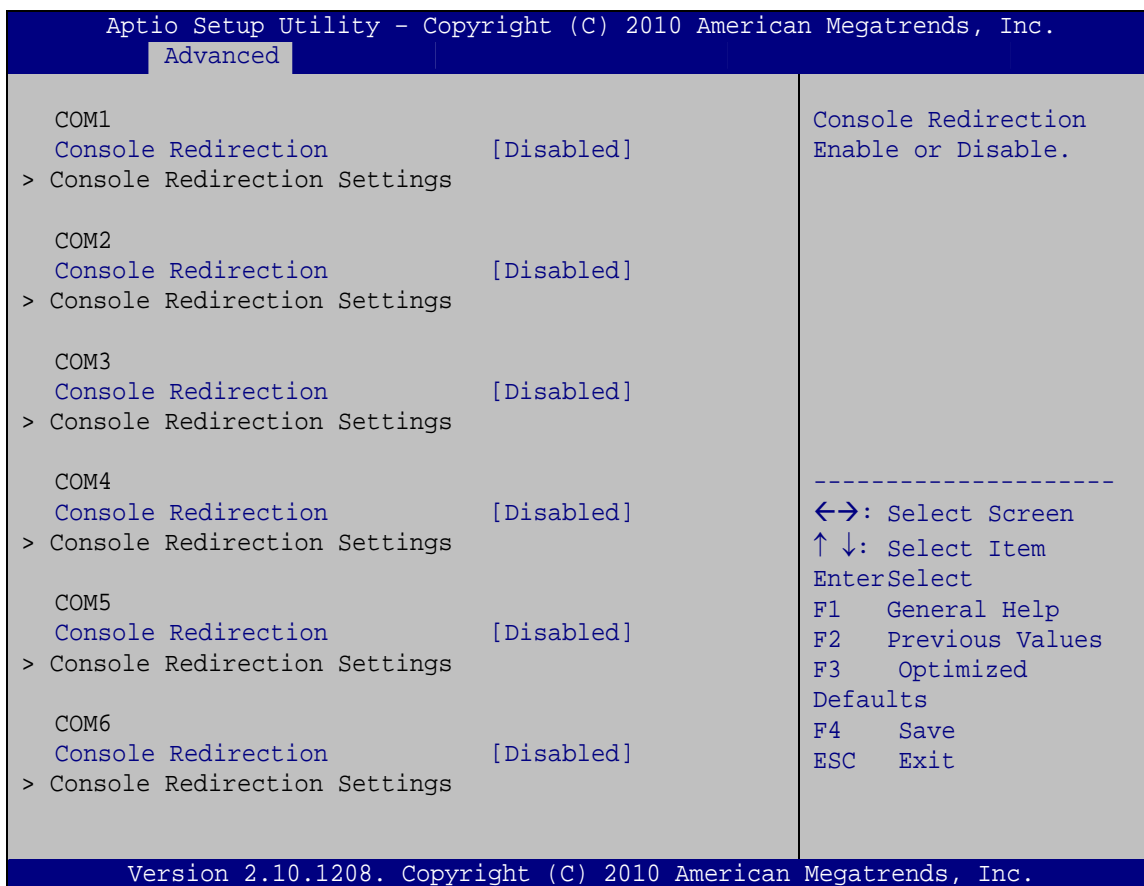 Aptio Setup Utility – Copyright (C) 2010 American Megatrends, Inc.
Advanced
COM1
Console Redirection [Disabled]
> Console Redirection Settings
COM2
Console Redirection [Disabled]
> Console Redirection Settings
COM3
Console Redirection [Disabled]
> Console Redirection Settings
COM4
Console Redirection [Disabled]
> Console Redirection Settings
COM5
Console Redirection [Disabled]
> Console Redirection Settings
COM6
Console Redirection [Disabled]
> Console Redirection Settings
Console Redirection
Enable or Disable.
---------------------
←→: Select Screen
↑ ↓: Select Item
EnterSelect
F1 General Help
F2 Previous Values
F3 Optimized
Defaults
F4 Save
ESC Exit
Version 2.10.1208. Copyright (C) 2010 American Megatrends, Inc.